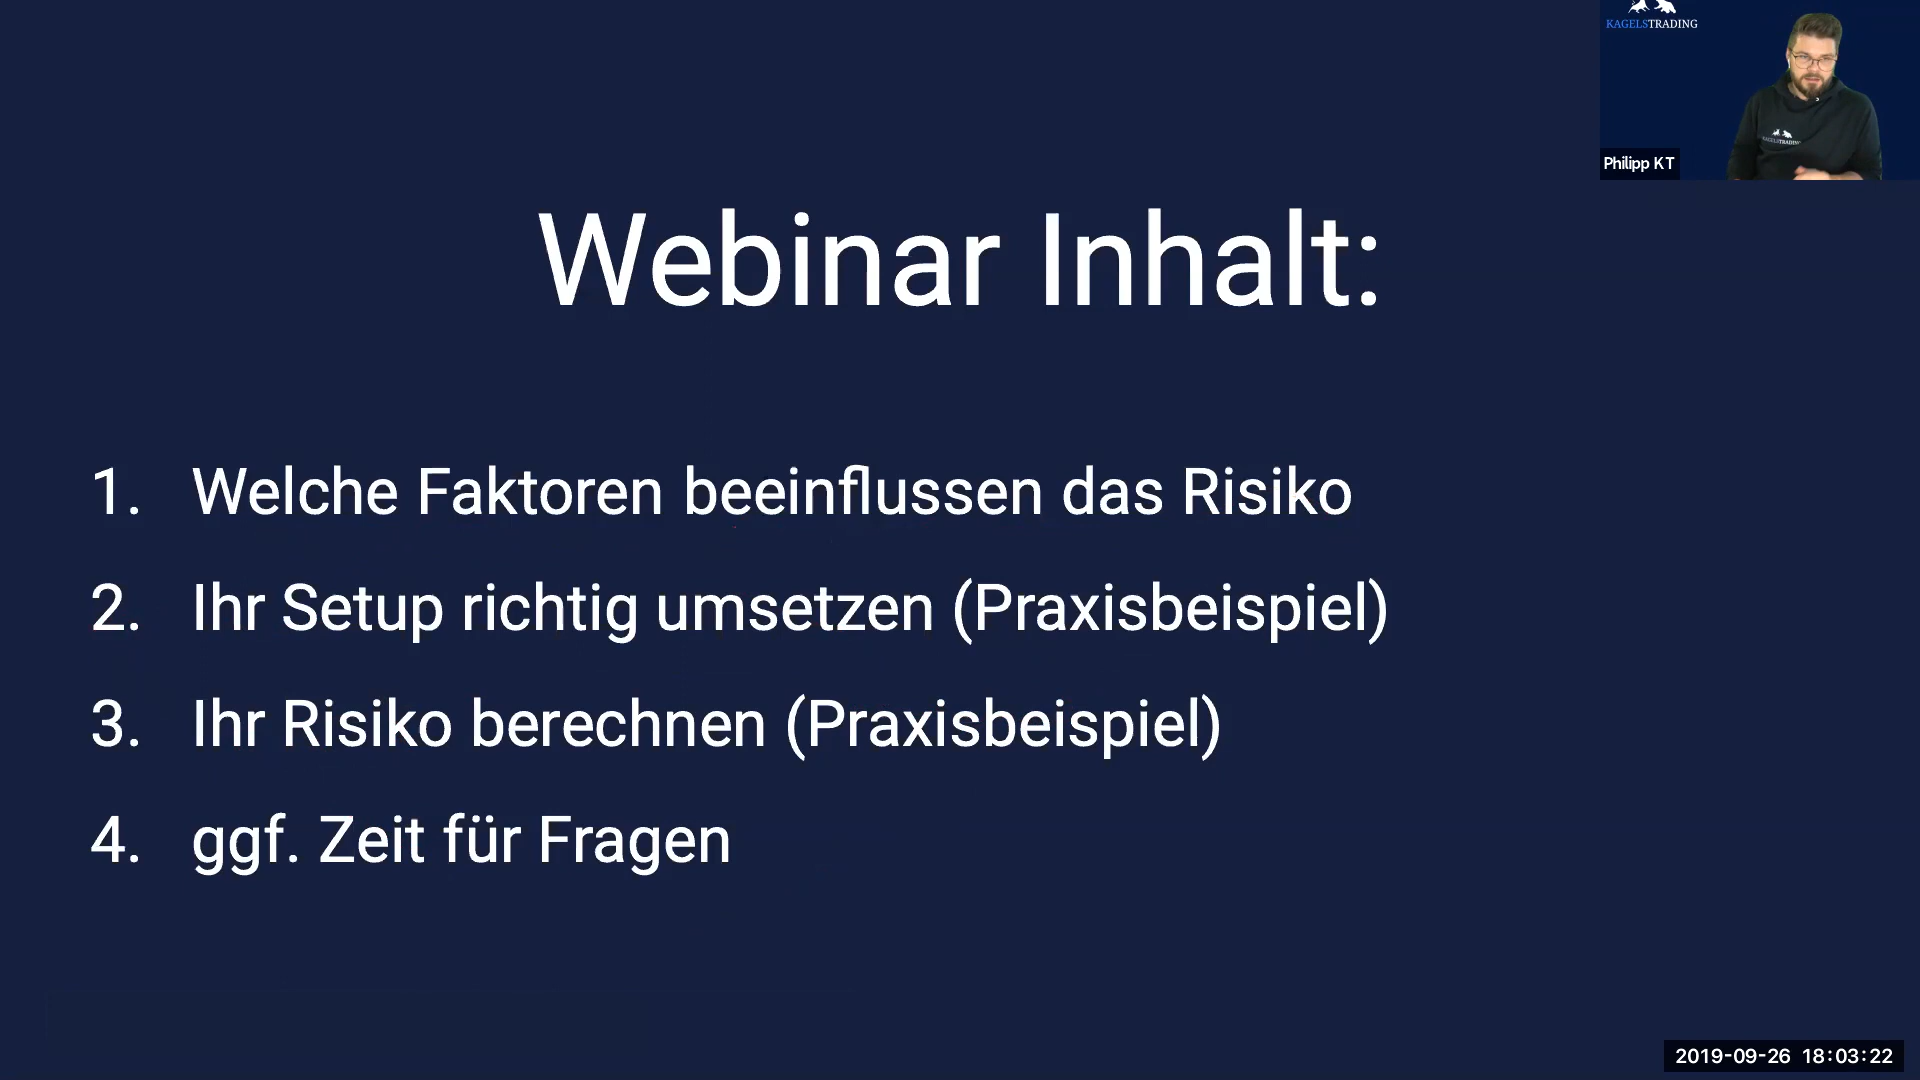 KAGELSTRADING
KAGELSTRADING
Philipp KT
Webinar Inhalt:
1. Welche Faktoren beeinflussen das Risiko
2. Ihr Setup richtig umsetzen (Praxisbeispiel)
3. Ihr Risiko berechnen (Praxisbeispiel)
4. ggf. Zeit für Fragen
2019-09-26 18:03:22